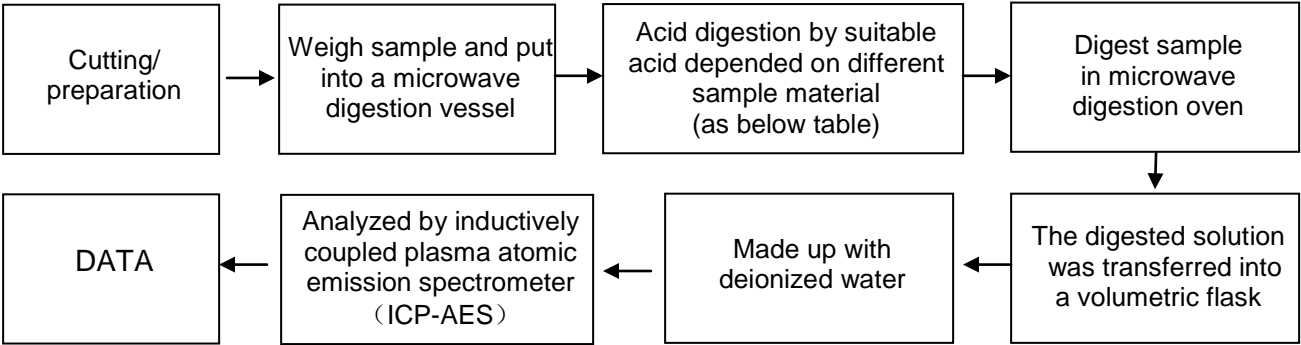 Cutting/
preparation
Weigh sample and put
into a microwave
digestion vessel
Acid digestion by suitable
acid depended on different
sample material
(as below table)
Digest sample
in microwave
digestion oven
The digested solution
was transferred into
a volumetric flask
Made up with
deionized water
Analyzed by inductively
coupled plasma atomic
emission spectrometer
（ICP-AES）
DATA